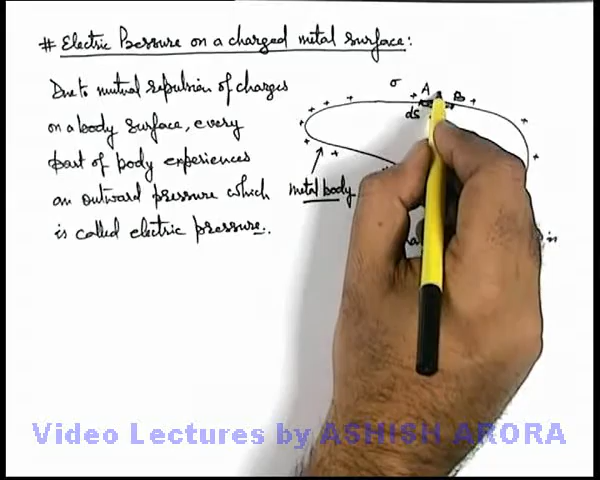 # Electric Pressure on a charged metal surface:
Due to mutual repulsion of charges
on a body surface, every
part of body experiences
an outward pressure which
is called electric pressure.
σ
A
B
ds
metal body
is
Video Lectures by ASHISH ARORA